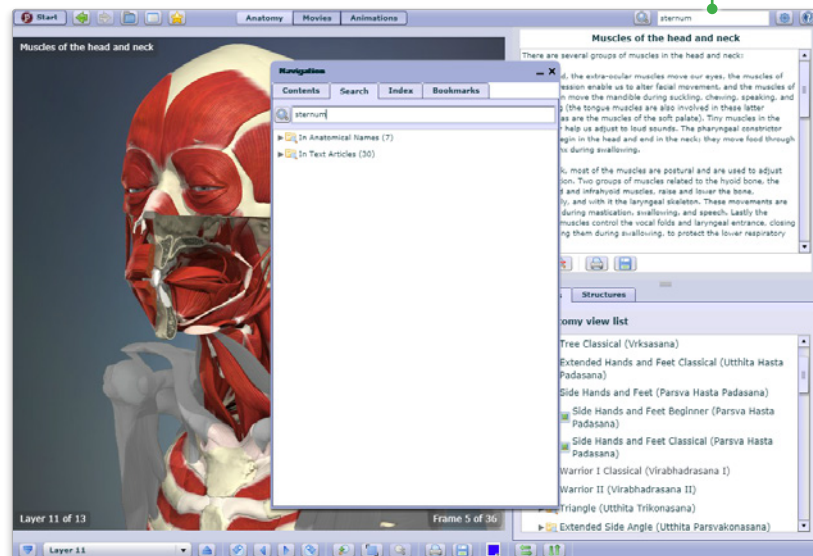 Start
Anatomy Movies Animations
sternum
Muscles of the head and neck
Muscles of the head and neck
There are several groups of muscles in the head and neck:
d, the extra-ocular muscles move our eyes, the muscles of
ression enable us to alter facial movement, and the muscles of
n move the mandible during suckling, chewing, speaking, and
(the tongue muscles are also involved in these latter
as are the muscles of the soft palate). Tiny muscles in the
help us adjust to loud sounds. The pharyngeal constrictor
egin in the head and end in the neck; they move food through
x during swallowing.
k, most of the muscles are postural and are used to adjust
ion. Two groups of muscles related to the hyoid bone, the
d and infrahyoid muscles, raise and lower the bone,
ly, and with it the laryngeal skeleton. These movements are
during mastication, swallowing, and speech. Lastly the
muscles control the vocal folds and laryngeal entrance, closing
ng them during swallowing, to protect the lower respiratory
Navigation
Contents Search Index Bookmarks
sternum
In Anatomical Names (7)
In Text Articles (30)
Structures
tomy view list
Tree Classical (Vrksasana)
Extended Hands and Feet Classical (Utthita Hasta
Padasana)
Side Hands and Feet (Parsva Hasta Padasana)
Side Hands and Feet Beginner (Parsva Hasta
Padasana)
Side Hands and Feet Classical (Parsva Hasta
Padasana)
Warrior I Classical (Virabhadrasana I)
Warrior II (Virabhadrasana II)
Triangle (Utthita Trikonasana)
Extended Side Angle (Utthita Parsvakonasana)
Layer 11 of 13
Frame 5 of 36
Layer 11